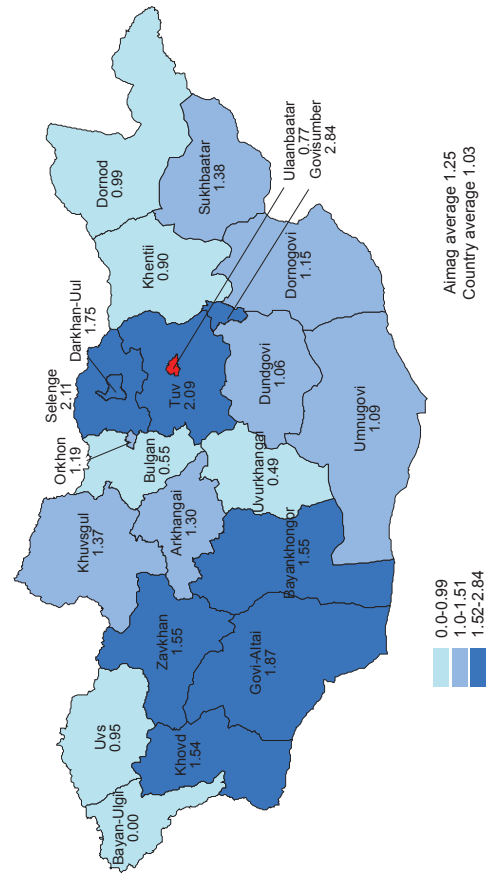 Bayan-Ulgii
0.00
Uvs
0.95
Khovd
1.54
Zavkhan
1.55
Govi-Altai
1.87
Khuvsgul
1.37
Arkhangai
1.30
Bayankhongor
1.55
Orkhon
1.19
Bulgan
0.55
Uvurkhangai
0.49
Selenge
2.11
Darkhan-Uul
1.75
Tuv
2.09
Dundgovi
1.06
Umnugovi
1.09
Khentii
0.90
Dornod
0.99
Sukhbaatar
1.38
Dornogovi
1.15
Ulaanbaatar
0.77
Govisumber
2.84
0.0-0.99
1.0-1.51
1.52-2.84
Aimag average 1.25
Country average 1.03